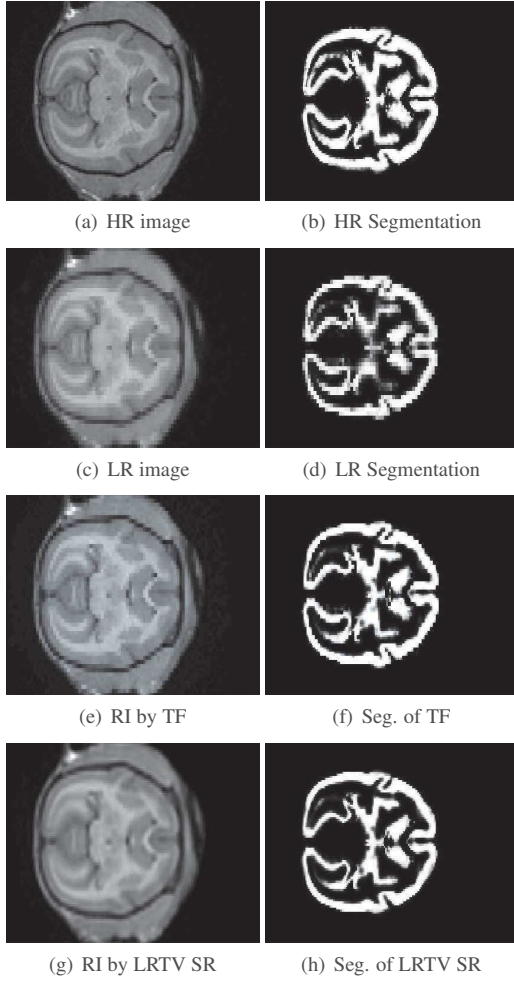 (a) HR image
(b) HR Segmentation
(c) LR image
(d) LR Segmentation
(e) RI by TF
(f) Seg. of TF
(g) RI by LRTV SR
(h) Seg. of LRTV SR